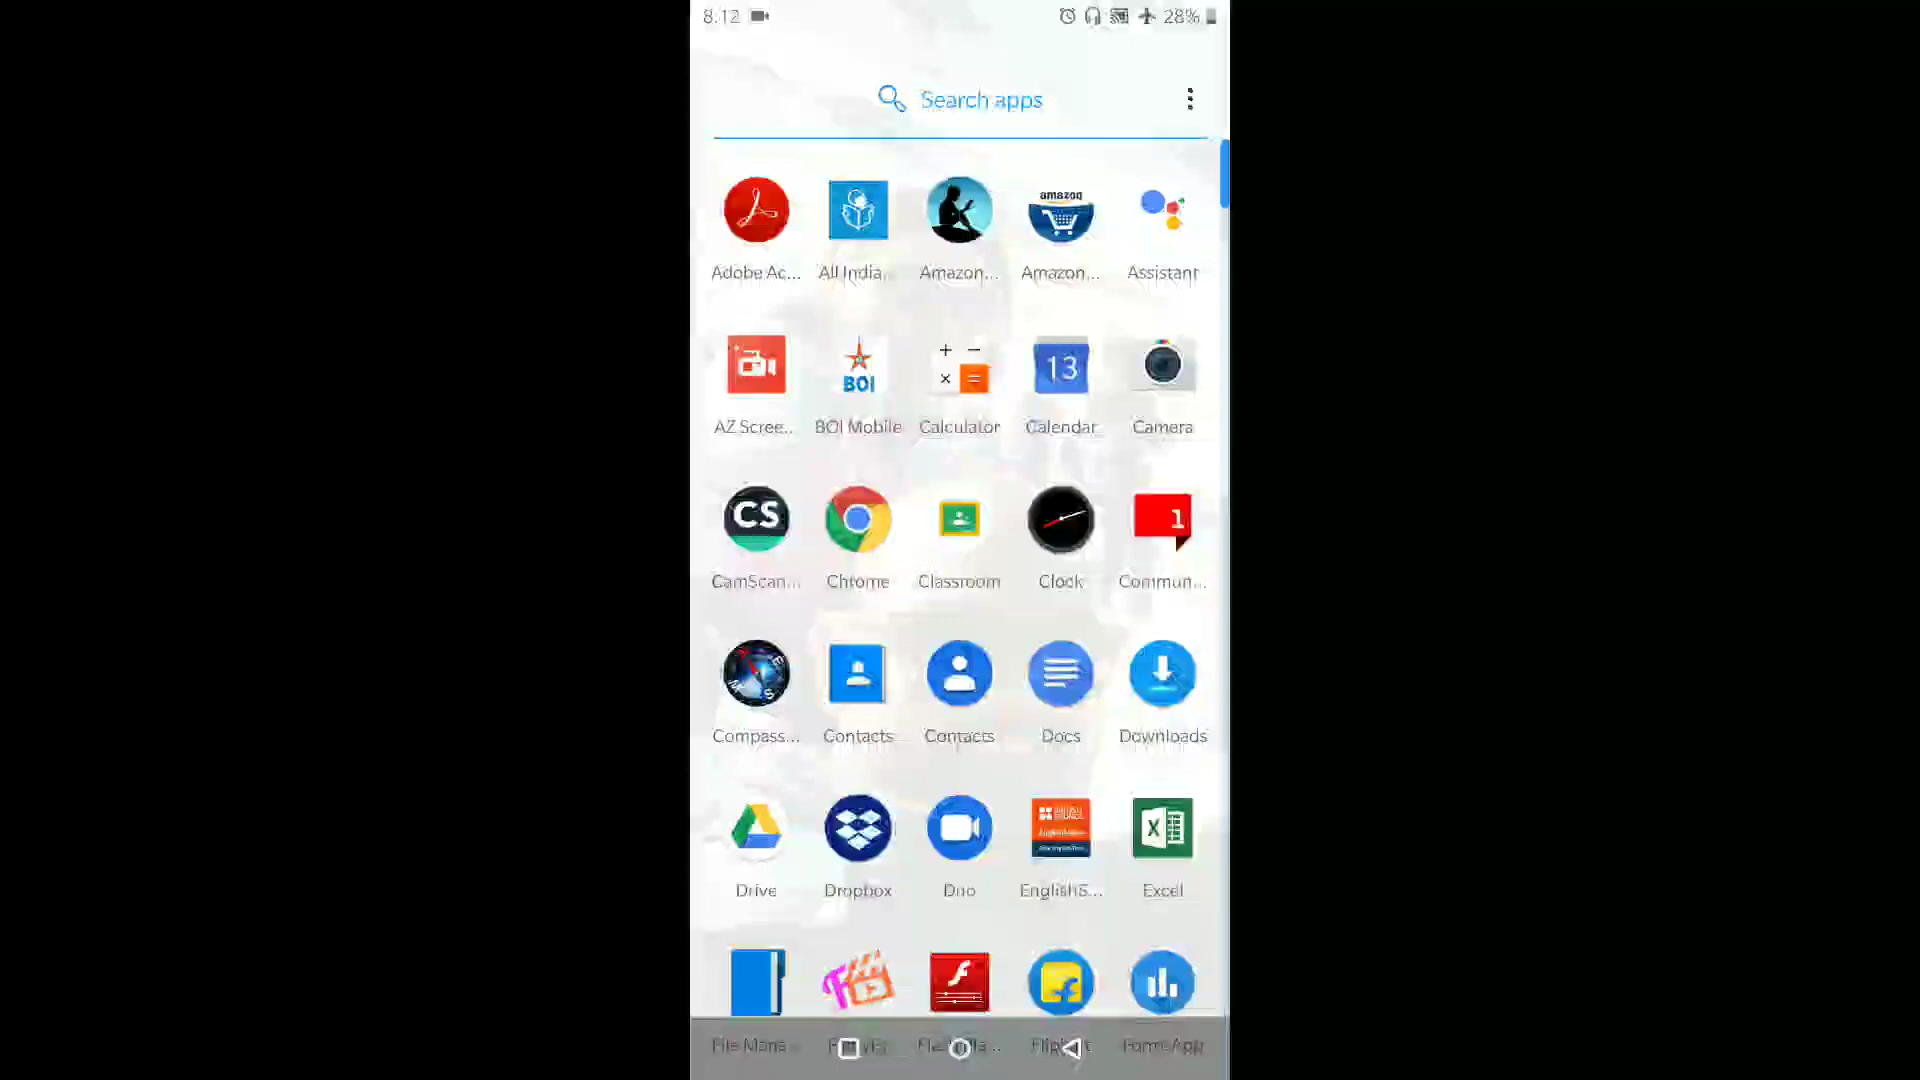 8:12 28%
Search apps
amazon
Adobe Ac... All India... Amazon... Amazon... Assistant
+ −
BOI × = 13
AZ Scree... BOI Mobile Calculator Calendar Camera
CS 1
CamScan... Chrome Classroom Clock Commun...
Compass... Contacts Contacts Docs Downloads
X
Drive Dropbox Duo EnglishS... Excel
File Mana...